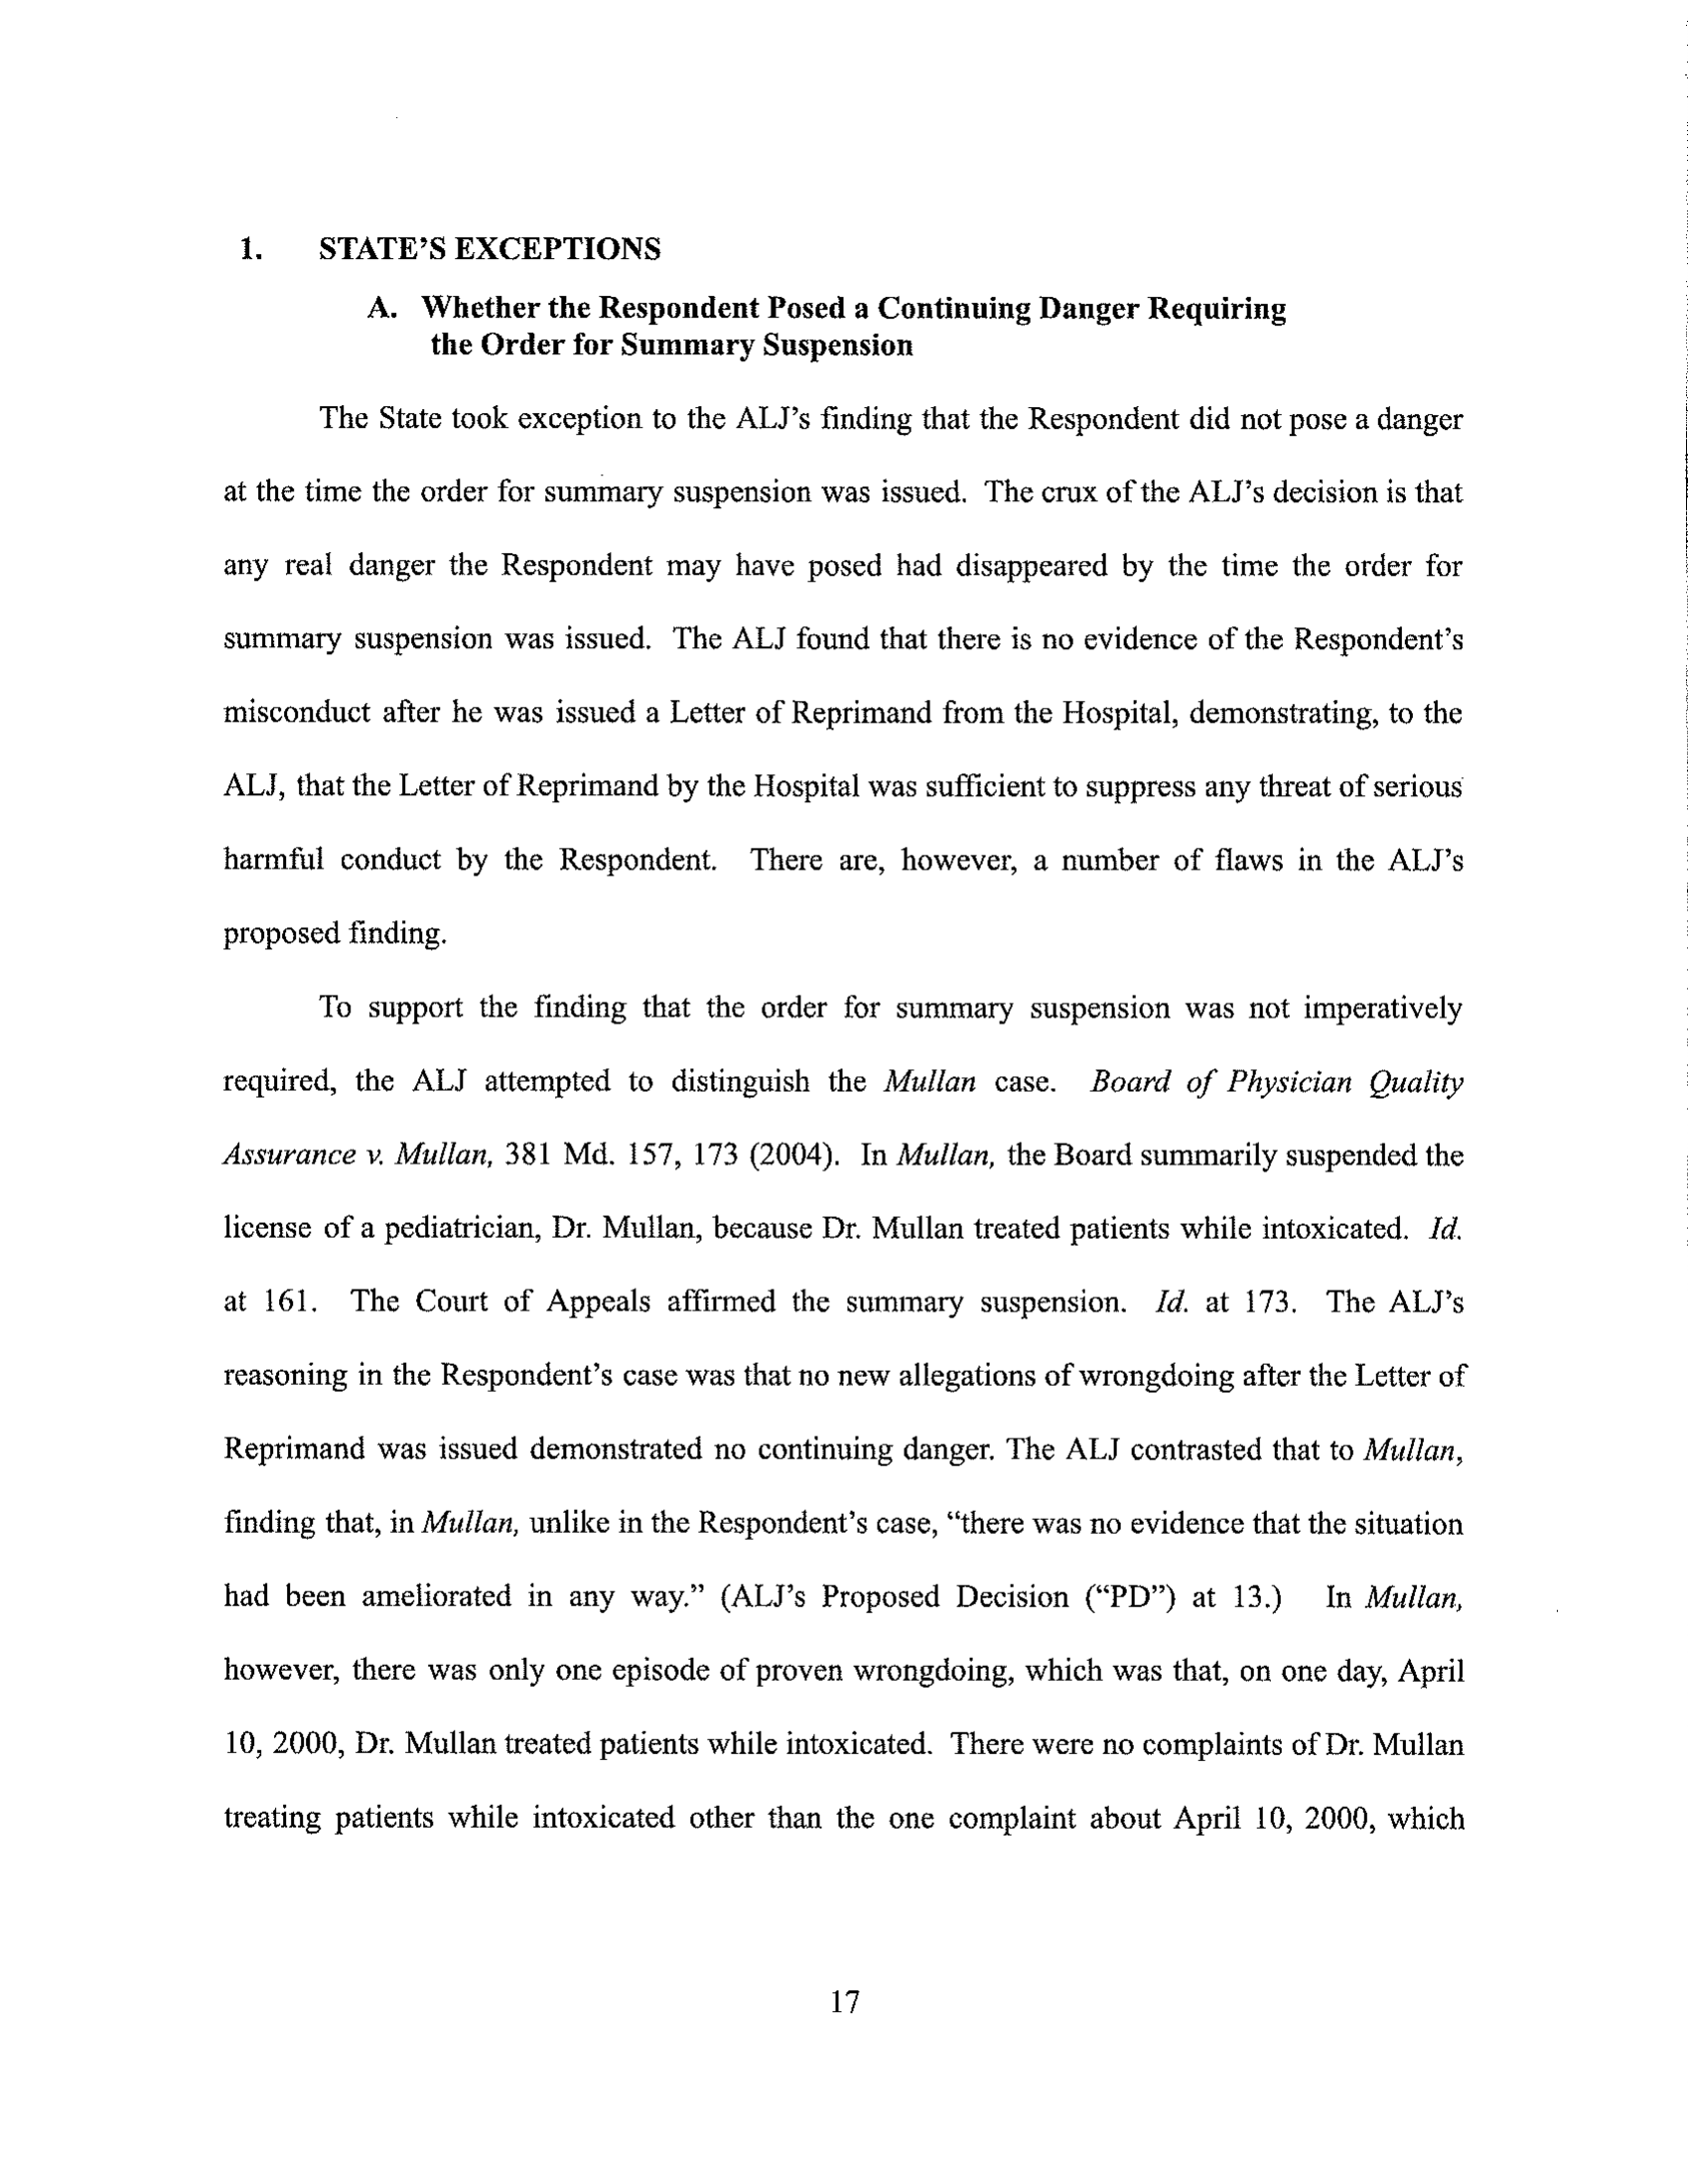 1. STATE’S EXCEPTIONS
A. Whether the Respondent Posed a Continuing Danger Requiring
the Order for Summary Suspension
The State took exception to the ALJ’s finding that the Respondent did not pose a danger
at the time the order for summary suspension was issued. The crux of the ALJ’s decision is that
any real danger the Respondent may have posed had disappeared by the time the order for
summary suspension was issued. The ALJ found that there is no evidence of the Respondent’s
misconduct after he was issued a Letter of Reprimand from the Hospital, demonstrating, to the
ALJ, that the Letter of Reprimand by the Hospital was sufficient to suppress any threat of serious
harmful conduct by the Respondent. There are, however, a number of flaws in the ALJ’s
proposed finding.
To support the finding that the order for summary suspension was not imperatively
required, the ALJ attempted to distinguish the Mullan case. Board of Physician Quality
Assurance v. Mullan, 381 Md. 157, 173 (2004). In Mullan, the Board summarily suspended the
license of a pediatrician, Dr. Mullan, because Dr. Mullan treated patients while intoxicated. Id.
at 161. The Court of Appeals affirmed the summary suspension. Id. at 173. The ALJ’s
reasoning in the Respondent’s case was that no new allegations of wrongdoing after the Letter of
Reprimand was issued demonstrated no continuing danger. The ALJ contrasted that to Mullan,
finding that, in Mullan, unlike in the Respondent’s case, “there was no evidence that the situation
had been ameliorated in any way.” (ALJ’s Proposed Decision (“PD”) at 13.) In Mullan,
however, there was only one episode of proven wrongdoing, which was that, on one day, April
10, 2000, Dr. Mullan treated patients while intoxicated. There were no complaints of Dr. Mullan
treating patients while intoxicated other than the one complaint about April 10, 2000, which
17